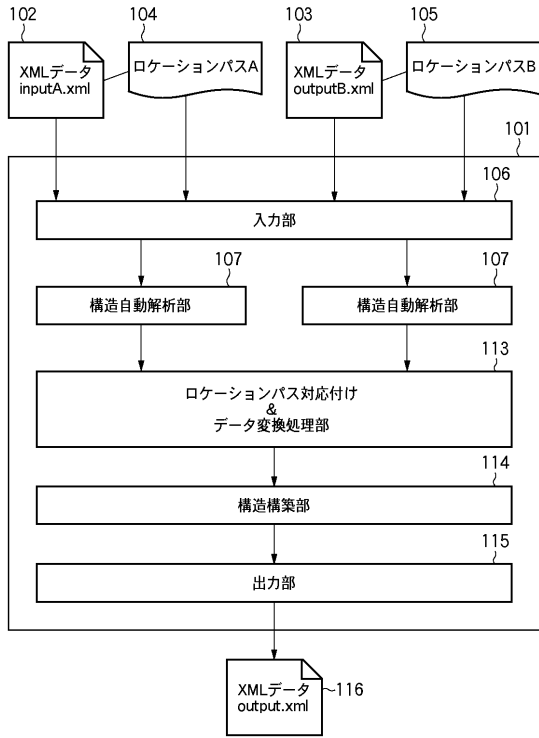 102
104
103
105
XMLデータ
inputA.xml
ロケーションパスA
XMLデータ
outputB.xml
ロケーションパスB
101
106
入力部
107
107
構造自動解析部
構造自動解析部
113
ロケーションパス対応付け
&
データ変換処理部
114
構造構築部
115
出力部
XMLデータ
output.xml
116